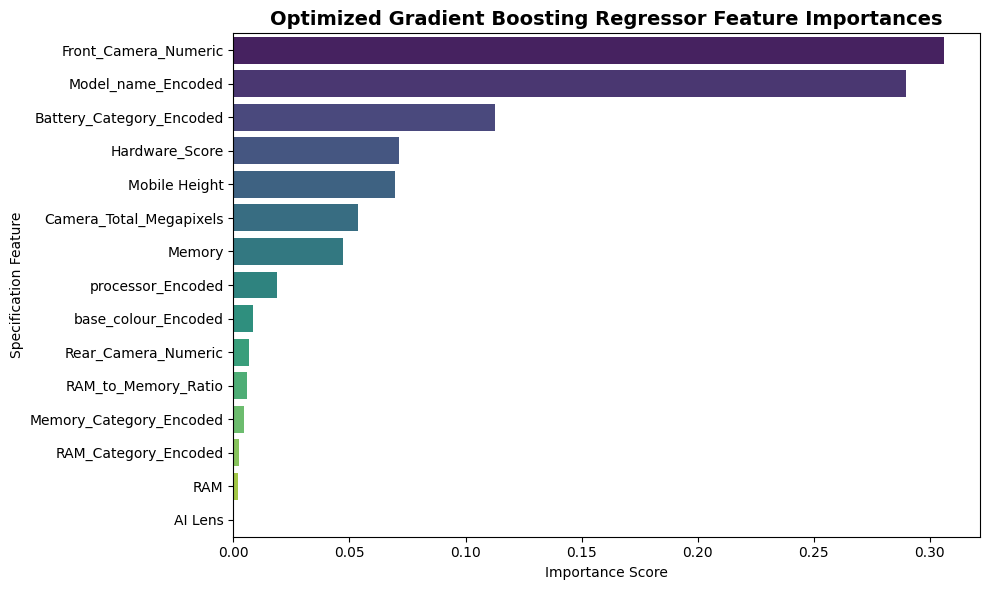 Optimized Gradient Boosting Regressor Feature Importances
Specification Feature
Front_Camera_Numeric
Model_name_Encoded
Battery_Category_Encoded
Hardware_Score
Mobile Height
Camera_Total_Megapixels
Memory
processor_Encoded
base_colour_Encoded
Rear_Camera_Numeric
RAM_to_Memory_Ratio
Memory_Category_Encoded
RAM_Category_Encoded
RAM
AI Lens
0.00 0.05 0.10 0.15 0.20 0.25 0.30
Importance Score